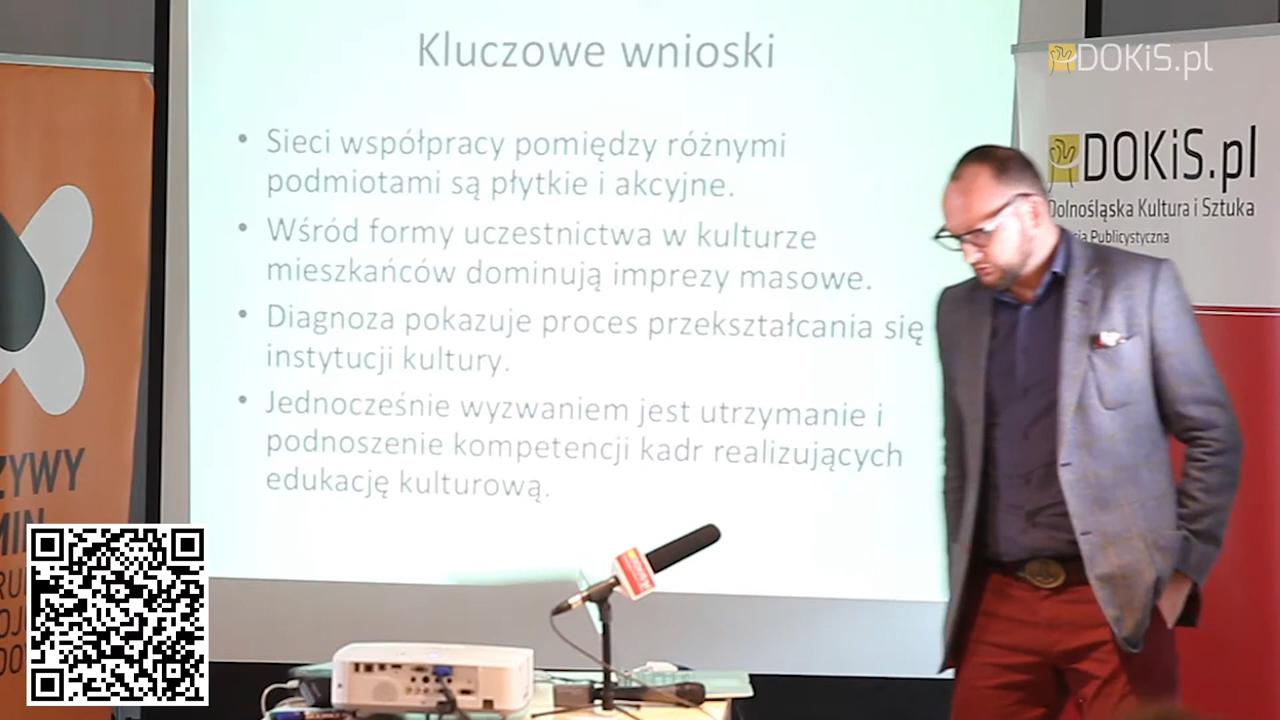 Kluczowe wnioski
• Sieci współpracy pomiędzy różnymi
podmiotami są płytkie i akcyjne.
• Wśród formy uczestnictwa w kulturze
mieszkańców dominują imprezy masowe.
• Diagnoza pokazuje proces przekształcania się
instytucji kultury.
• Jednocześnie wyzwaniem jest utrzymanie i
podnoszenie kompetencji kadr realizujących
edukację kulturową.
DOKiS.pl
DOKiS.pl
Dolnośląska Kultura i Sztuka
Publicystyczna